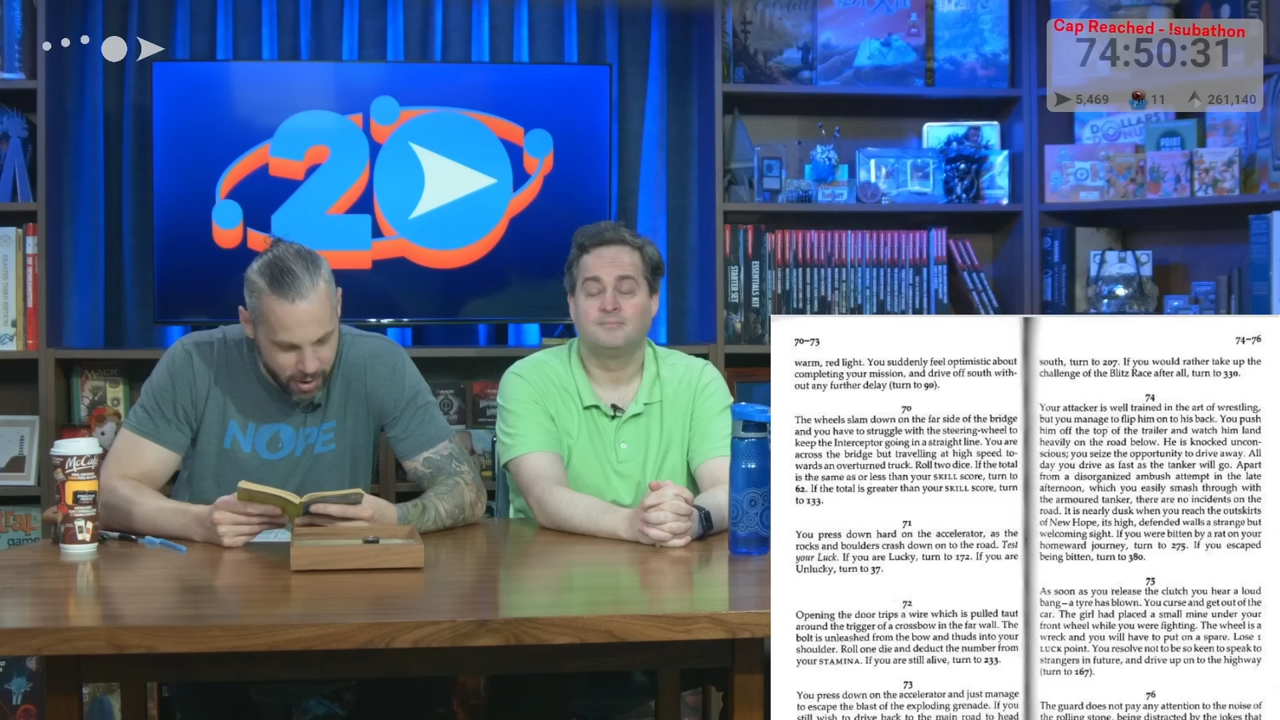 Cap Reached - !subathon
74:50:31
5,469
11
261,140
20
NOPE
McCafé
STARTER SET
ESSENTIALS KIT
MAGIC
DOLLARS
70–73
warm, red light. You suddenly feel optimistic about
completing your mission, and drive off south with-
out any further delay (turn to 90).
70
The wheels slam down on the far side of the bridge
and you have to struggle with the steering-wheel to
keep the Interceptor going in a straight line. You are
across the bridge but travelling at high speed to-
wards an overturned truck. Roll two dice. If the total
is the same as or less than your SKILL score, turn to
62. If the total is greater than your SKILL score, turn
to 133.
71
You press down hard on the accelerator, as the
rocks and boulders crash down on to the road. Test
your Luck. If you are Lucky, turn to 172. If you are
Unlucky, turn to 37.
72
Opening the door trips a wire which is pulled taut
around the trigger of a crossbow in the far wall. The
bolt is unleashed from the bow and thuds into your
shoulder. Roll one die and deduct the number from
your STAMINA. If you are still alive, turn to 233.
73
You press down on the accelerator and just manage
to escape the blast of the exploding grenade. If you
still wish to drive back to the main road to head
74–76
south, turn to 207. If you would rather take up the
challenge of the Blitz Race after all, turn to 330.
74
Your attacker is well trained in the art of wrestling,
but you manage to flip him on to his back. You push
him off the top of the trailer and watch him land
heavily on the road below. He is knocked uncon-
scious; you seize the opportunity to drive away. All
day you drive as fast as the tanker will go. Apart
from a disorganized ambush attempt in the late
afternoon, which you easily smash through with
the armoured tanker, there are no incidents on the
road. It is nearly dusk when you reach the outskirts
of New Hope, its high, defended walls a strange but
welcoming sight. If you were bitten by a rat on your
homeward journey, turn to 275. If you escaped
being bitten, turn to 380.
75
As soon as you release the clutch you hear a loud
bang – a tyre has blown. You curse and get out of the
car. The girl had placed a small mine under your
front wheel while you were fighting. The wheel is a
wreck and you will have to put on a spare. Lose 1
LUCK point. You resolve not to be so keen to speak to
strangers in future, and drive up on to the highway
(turn to 167).
76
The guard does not pay any attention to the noise of
the rolling stone, being distracted by the jokes that